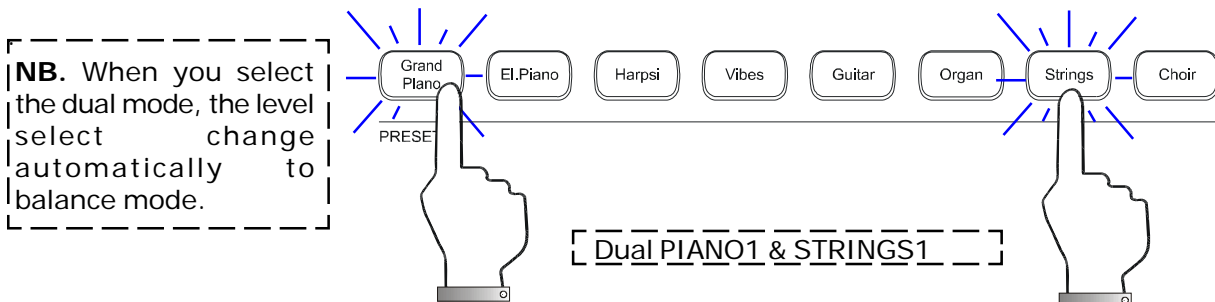 NB. When you select
the dual mode, the level
select change
automatically to
balance mode.
Grand
Piano
El.Piano
Harpsi
Vibes
Guitar
Organ
Strings
Choir
PRESET
Dual PIANO1 & STRINGS1